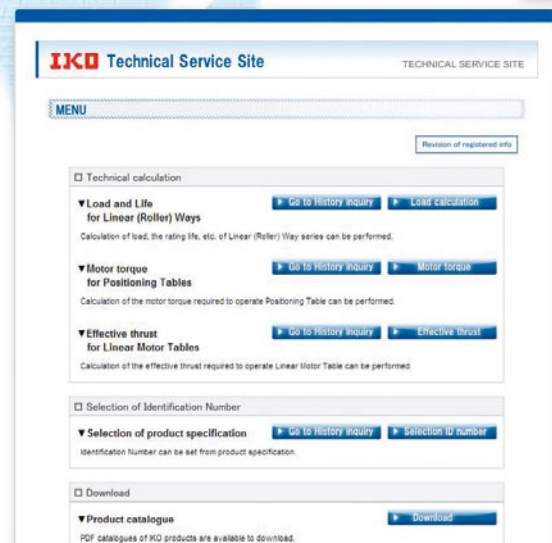 IKO Technical Service Site
TECHNICAL SERVICE SITE
MENU
Revision of registered info
Technical calculation
▼Load and Life
for Linear (Roller) Ways
Go to History inquiry
Load calculation
Calculation of load, the rating life, etc. of Linear (Roller) Way series can be performed.
▼Motor torque
for Positioning Tables
Go to History inquiry
Motor torque
Calculation of the motor torque required to operate Positioning Table can be performed.
▼Effective thrust
for Linear Motor Tables
Go to History inquiry
Effective thrust
Calculation of the effective thrust required to operate Linear Motor Table can be performed.
Selection of Identification Number
▼Selection of product specification
Go to History inquiry
Selection ID number
Identification Number can be set from product specification.
Download
▼Product catalogue
Download
PDF catalogues of IKO products are available to download.